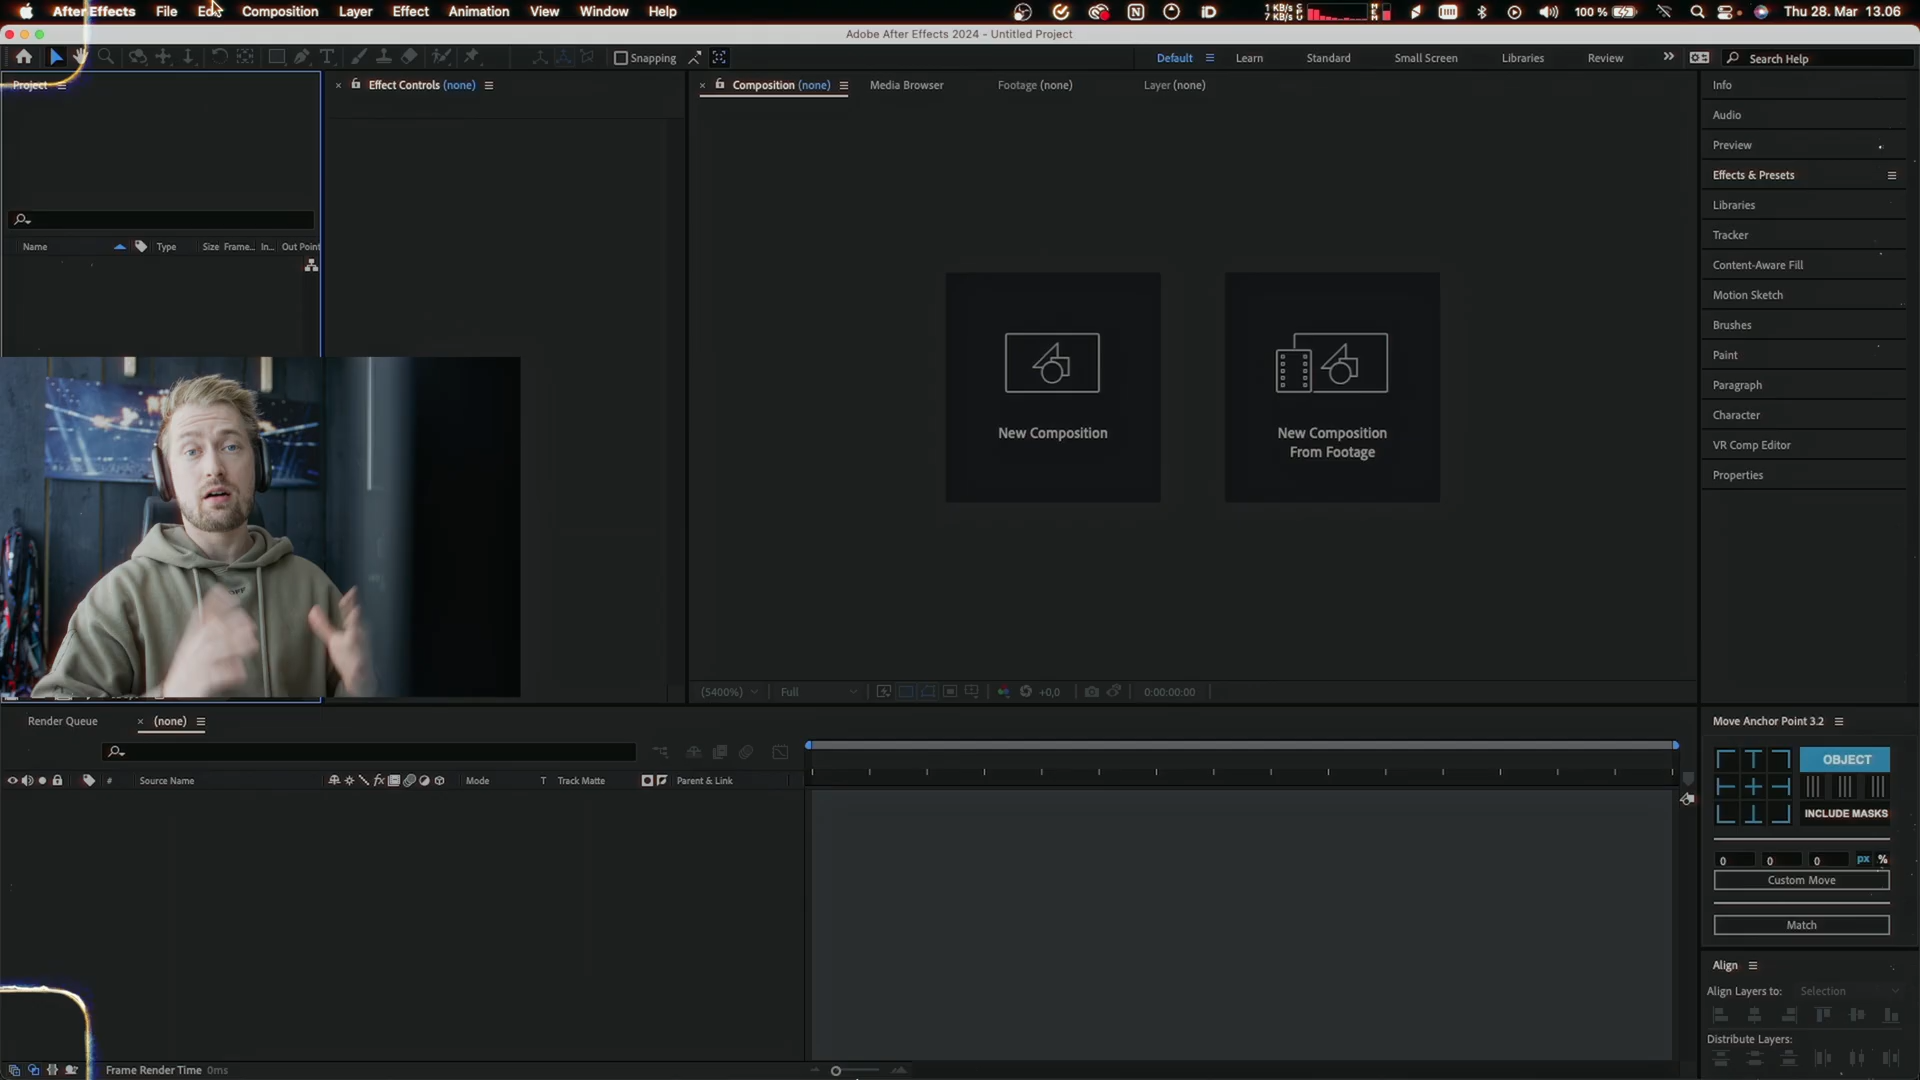 After Effects File Edit Composition Layer Effect Animation View Window Help iD 1 KB/s 7 KB/s 100 % Thu 28. Mar 13.06
Adobe After Effects 2024 - Untitled Project
Snapping Default Learn Standard Small Screen Libraries Review Search Help
Project Effect Controls (none) Composition (none) Media Browser Footage (none) Layer (none) Info
Audio
Preview
Effects & Presets
Libraries
Name Type Size Frame... In... Out Point
Tracker
Content-Aware Fill
Motion Sketch
Brushes
Paint
Paragraph
Character
New Composition
New Composition
From Footage
VR Comp Editor
Properties
(5400%) Full +0,0 0:00:00:00
Render Queue (none) Move Anchor Point 3.2
OBJECT
# Source Name fx Mode T Track Matte Parent & Link
INCLUDE MASKS
0 0 0 px %
Custom Move
Match
Align
Align Layers to: Selection
Distribute Layers:
Frame Render Time 0ms